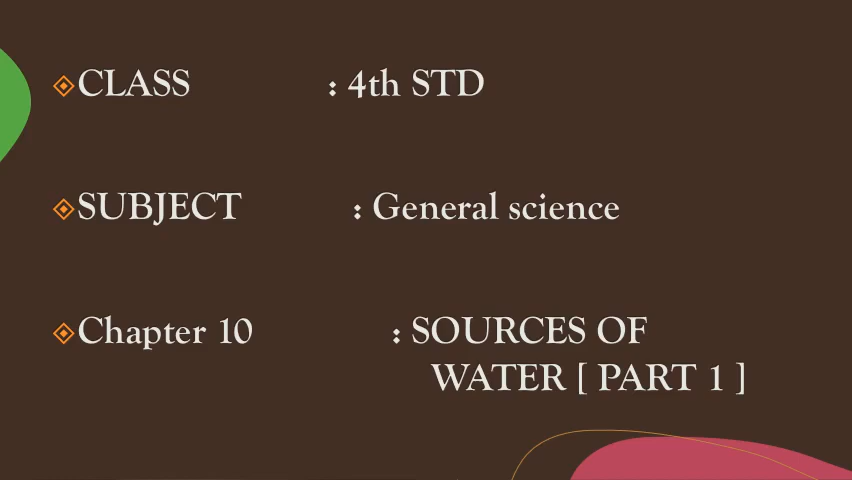 CLASS : 4th STD
SUBJECT : General science
Chapter 10 : SOURCES OF
WATER [ PART 1 ]